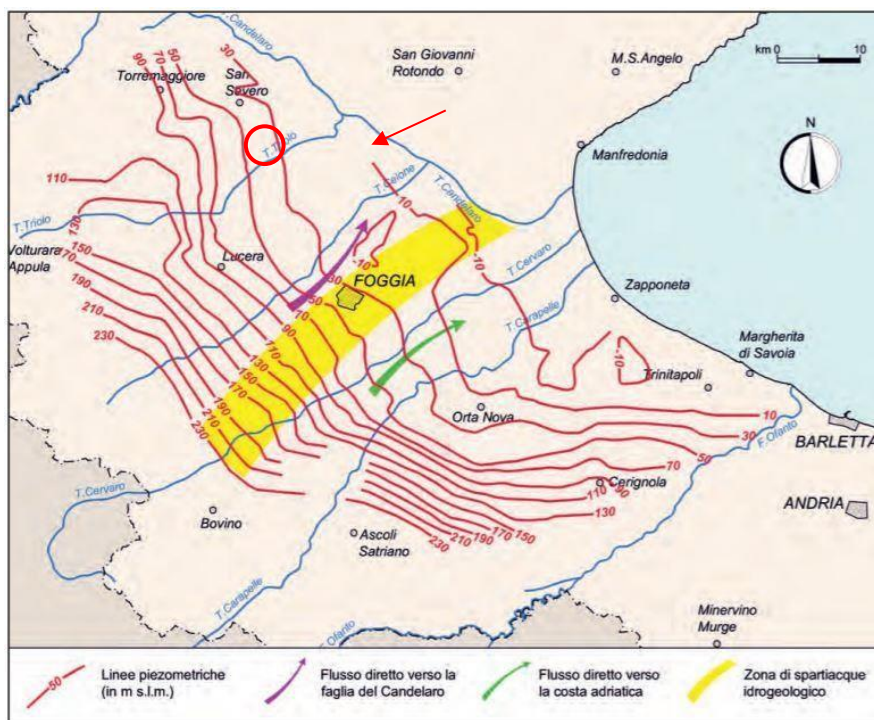 T.Candelaro
90
70
50
30
Torremaggiore
San
Severo
San Giovanni
Rotondo
M.S.Angelo
km 0
10
N
T.Triolo
Manfredonia
110
T.Celone
T.Candelaro
130
10
T.Triolo
Volturara
Appula
150
70
190
210
230
Lucera
-10
30
FOGGIA
50
70
90
110
130
150
170
190
210
230
-10
T.Cervaro
T.Carapelle
Zapponeta
Margherita
di Savoia
-10
Trinitapoli
Orta Nova
10
30
50
BARLETTA
F.Ofanto
70
Cerignola
90
110
130
ANDRIA
T.Cervaro
Bovino
Ascoli
Satriano
150
170
190
210
230
T.Carapelle
F.Ofanto
Minervino
Murge
50
Linee piezometriche
(in m s.l.m.)
Flusso diretto verso la
faglia del Candelaro
Flusso diretto verso
la costa adriatica
Zona di spartiacque
idrogeologico